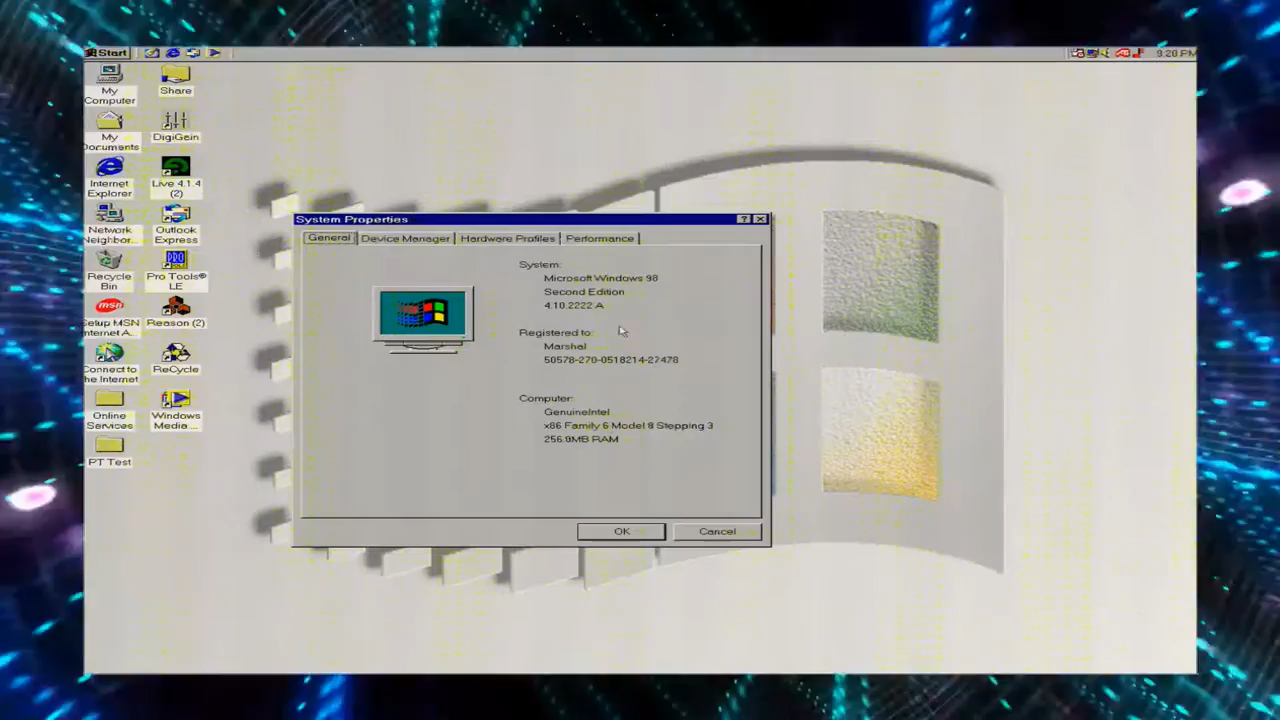 Start
9:20 PM
My
Computer
Share
My
Documents
DigiGein
Internet
Explorer
Live 4.1.4
(2)
Network
Neighbor...
Outlook
Express
Recycle
Bin
Pro Tools®
LE
PRO
msn
Setup MSN
Internet A...
Reason (2)
Connect to
the Internet
ReCycle
Online
Services
Windows
Media ...
PT Test
System Properties
General
Device Manager
Hardware Profiles
Performance
System:
Microsoft Windows 98
Second Edition
4.10.2222 A
Registered to:
Marshal
50578-270-0518214-27478
Computer:
GenuineIntel
x86 Family 6 Model 8 Stepping 3
256.0MB RAM
OK
Cancel